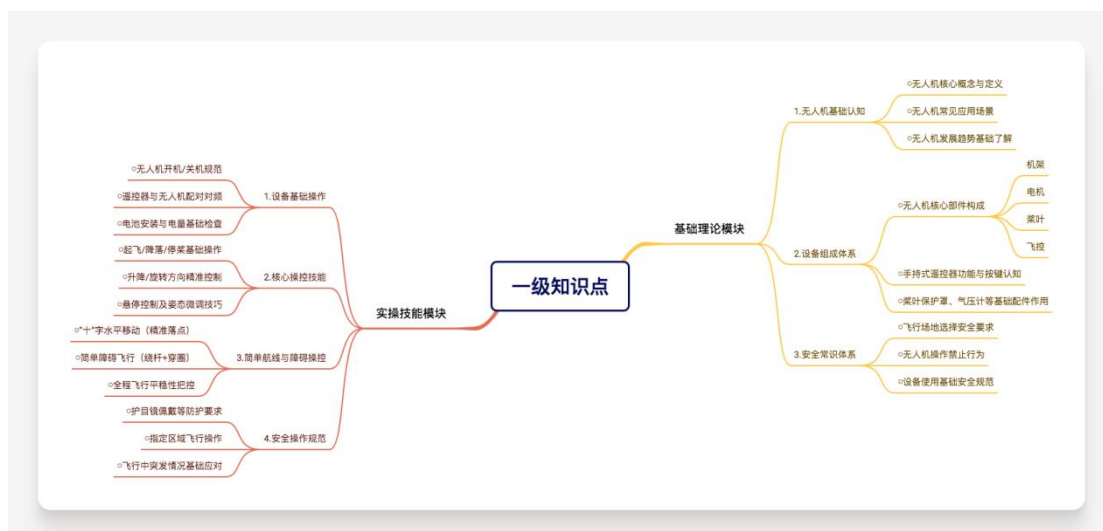 一级知识点
基础理论模块
1.无人机基础认知
○无人机核心概念与定义
○无人机常见应用场景
○无人机发展趋势基础了解
2.设备组成体系
○无人机核心部件构成
机架
电机
桨叶
飞控
○手持式遥控器功能与按键认知
○桨叶保护罩、气压计等基础配件作用
3.安全常识体系
○飞行场地选择安全要求
○无人机操作禁止行为
○设备使用基础安全规范
实操技能模块
1.设备基础操作
○无人机开机/关机规范
○遥控器与无人机配对对频
○电池安装与电量基础检查
2.核心操控技能
○起飞/降落/停桨基础操作
○升降/旋转方向精准控制
○悬停控制及姿态微调技巧
3.简单航线与障碍操控
○“十”字水平移动（精准落点）
○简单障碍飞行（绕杆+穿圈）
○全程飞行平稳性把控
4.安全操作规范
○护目镜佩戴等防护要求
○指定区域飞行操作
○飞行中突发情况基础应对